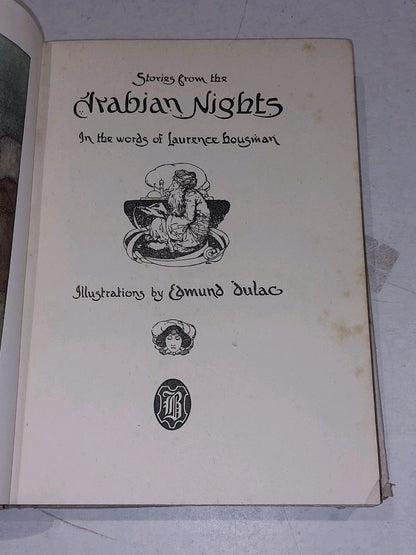 Stories from the
Arabian Nights
In the words of Laurence Housman
Illustrations by Edmund Dulac
B